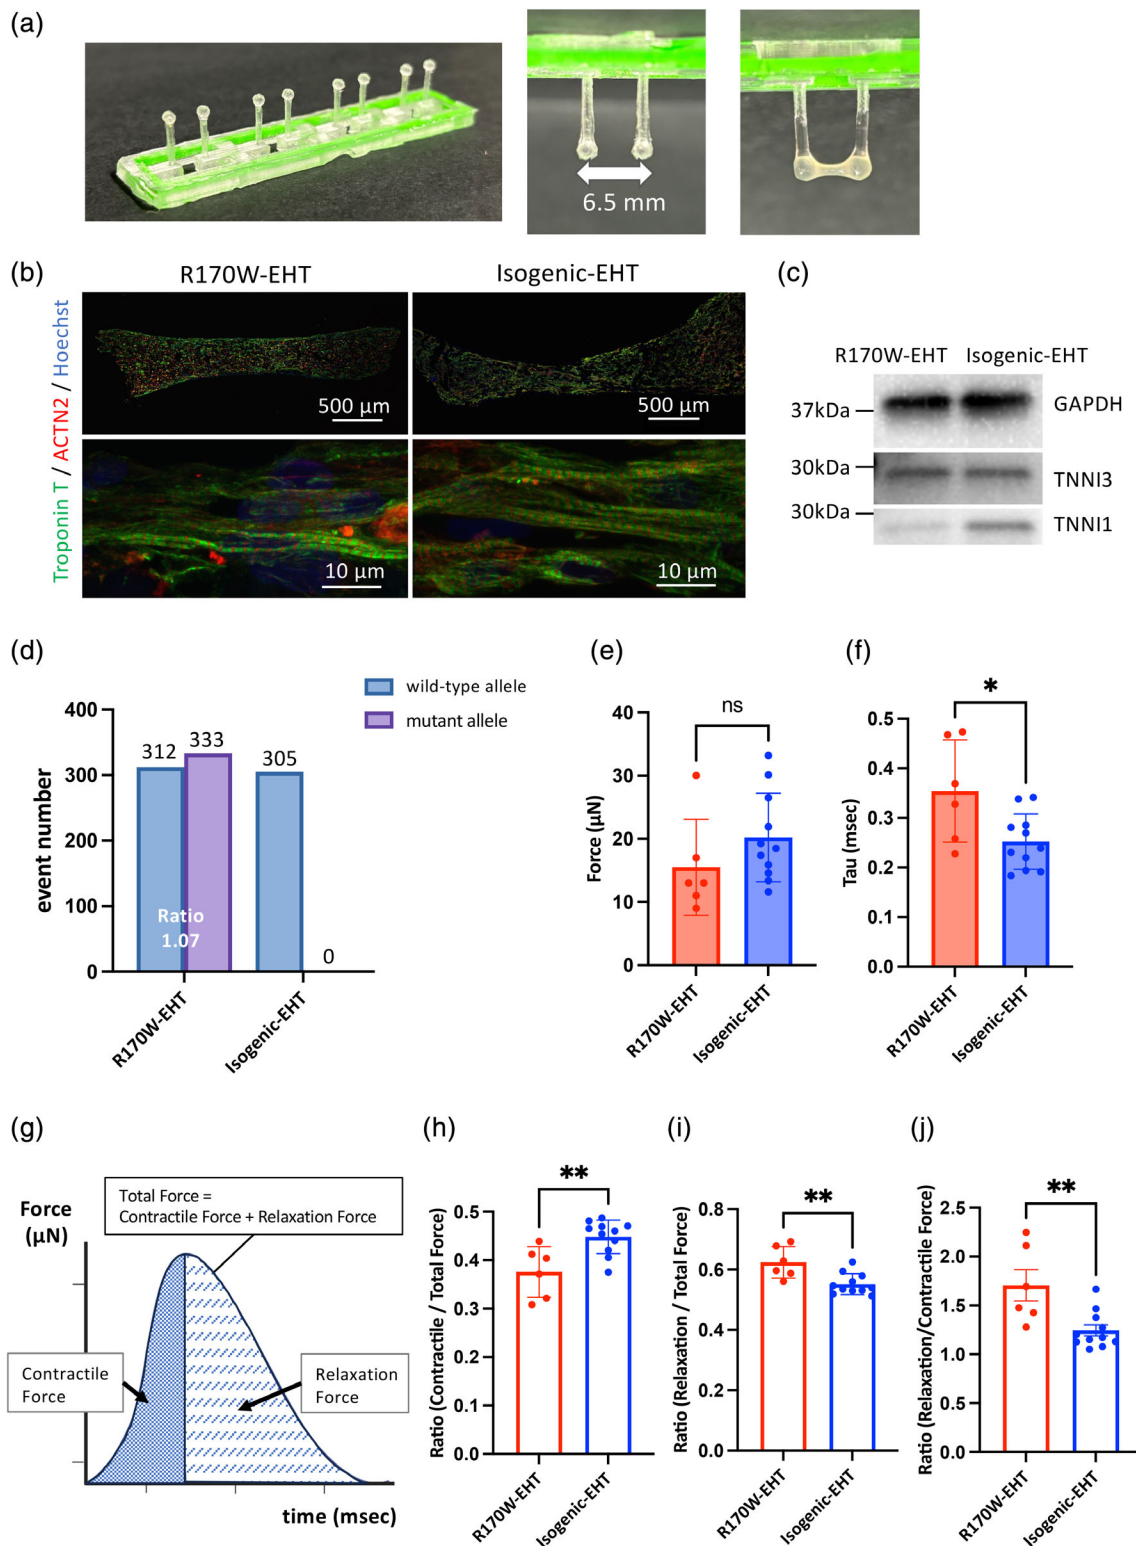 (a)
6.5 mm
(b)
R170W-EHT
Isogenic-EHT
Troponin T / ACTN2 / Hoechst
500 µm
500 µm
10 µm
10 µm
(c)
R170W-EHT Isogenic-EHT
37kDa
GAPDH
30kDa
TNNI3
30kDa
TNNI1
(d)
wild-type allele
mutant allele
event number
400
300
200
100
0
312
333
305
0
Ratio
1.07
R170W-EHT
Isogenic-EHT
(e)
ns
Force (µN)
40
30
20
10
0
R170W-EHT
Isogenic-EHT
(f)
*
Tau (msec)
0.5
0.4
0.3
0.2
0.1
0.0
R170W-EHT
Isogenic-EHT
(g)
Total Force =
Contractile Force + Relaxation Force
Force
(µN)
Contractile
Force
Relaxation
Force
time (msec)
(h)
**
Ratio (Contractile / Total Force)
0.5
0.4
0.3
0.2
0.1
0.0
R170W-EHT
Isogenic-EHT
(i)
**
Ratio (Relaxation / Total Force)
0.8
0.6
0.4
0.2
0.0
R170W-EHT
Isogenic-EHT
(j)
**
Ratio (Relaxation/Contractile Force)
2.5
2.0
1.5
1.0
0.5
0.0
R170W-EHT
Isogenic-EHT